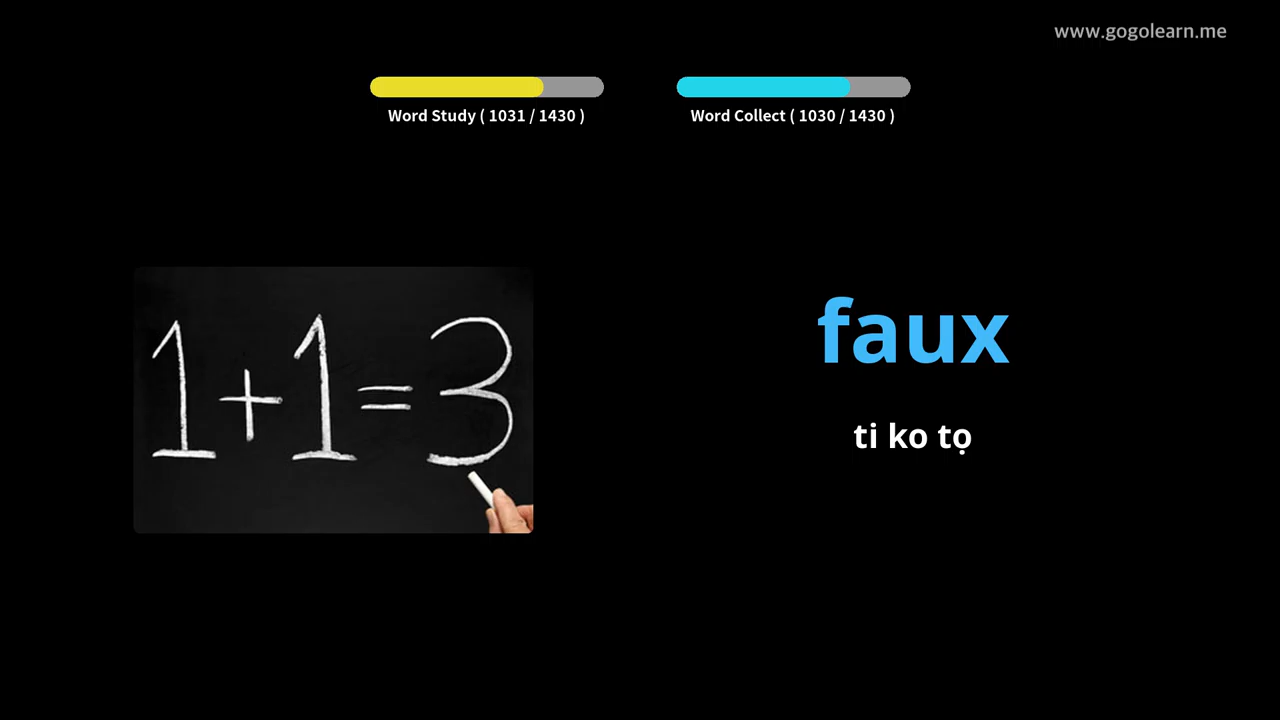 www.gogolearn.me
Word Study ( 1031 / 1430 )
Word Collect ( 1030 / 1430 )
1+1=3
faux
ti ko tọ